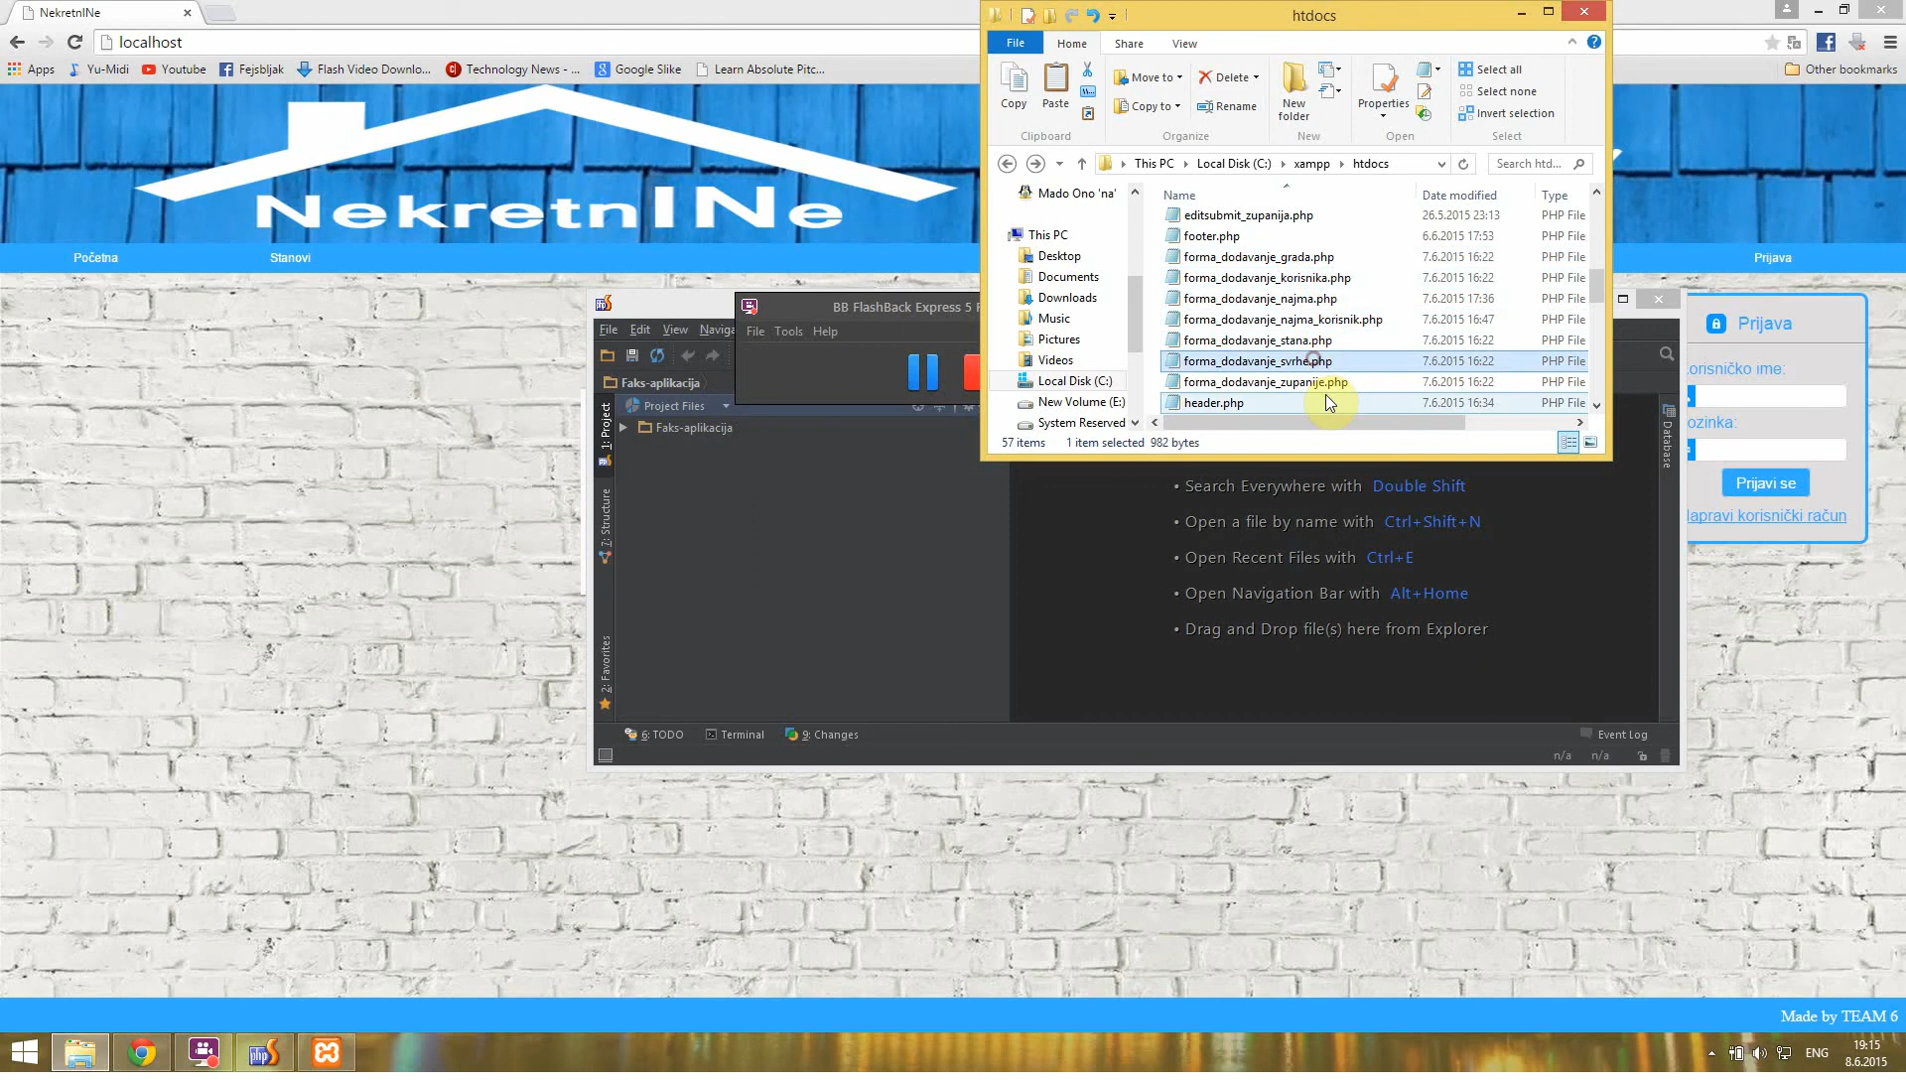 NekretnINe
localhost
Apps
Yu-Midi
Youtube
Fejsbljak
Flash Video Downlo...
Technology News - ...
Google Slike
Learn Absolute Pitc...
Other bookmarks
NekretnINe
Početna
Stanovi
Prijava
htdocs
File
Home
Share
View
Copy
Paste
Move to
Copy to
Delete
Rename
New folder
Properties
Select all
Select none
Invert selection
Clipboard
Organize
New
Open
Select
This PC
Local Disk (C:)
xampp
htdocs
Search htd...
Mado Ono 'na'
This PC
Desktop
Documents
Downloads
Music
Pictures
Videos
Local Disk (C:)
New Volume (E:)
System Reserved
Name Date modified Type
editsubmit_zupanija.php 26.5.2015 23:13 PHP File
footer.php 6.6.2015 17:53 PHP File
forma_dodavanje_grada.php 7.6.2015 16:22 PHP File
forma_dodavanje_korisnika.php 7.6.2015 16:22 PHP File
forma_dodavanje_najma.php 7.6.2015 17:36 PHP File
forma_dodavanje_najma_korisnik.php 7.6.2015 16:47 PHP File
forma_dodavanje_stana.php 7.6.2015 16:22 PHP File
forma_dodavanje_svrhe.php 7.6.2015 16:22 PHP File
forma_dodavanje_zupanije.php 7.6.2015 16:22 PHP File
header.php 7.6.2015 16:34 PHP File
57 items 1 item selected 982 bytes
BB FlashBack Express 5
File Tools Help
File Edit View Naviga
Faks-aplikacija
Project Files
Faks-aplikacija
1: Project
7: Structure
2: Favorites
Database
• Search Everywhere with Double Shift
• Open a file by name with Ctrl+Shift+N
• Open Recent Files with Ctrl+E
• Open Navigation Bar with Alt+Home
• Drag and Drop file(s) here from Explorer
6: TODO
Terminal
9: Changes
Event Log
n/a n/a
Prijava
orisničko ime:
ozinka:
Prijavi se
apravi korisnički račun
Made by TEAM 6
ENG
19:15
8.6.2015